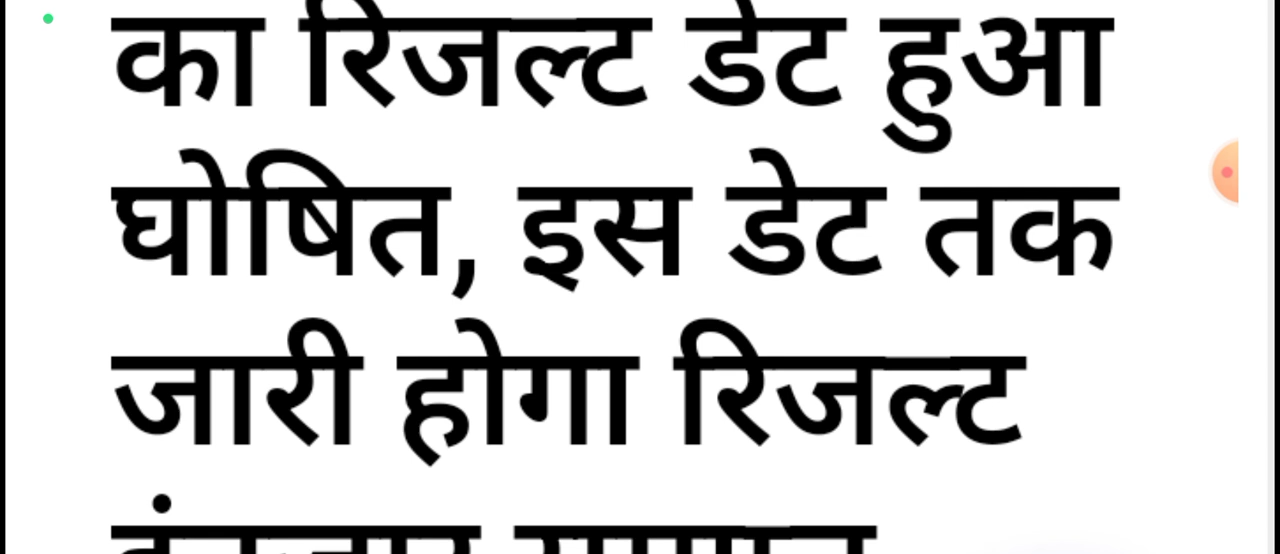 का रिजल्ट डेट हुआ
घोषित, इस डेट तक
जारी होगा रिजल्ट